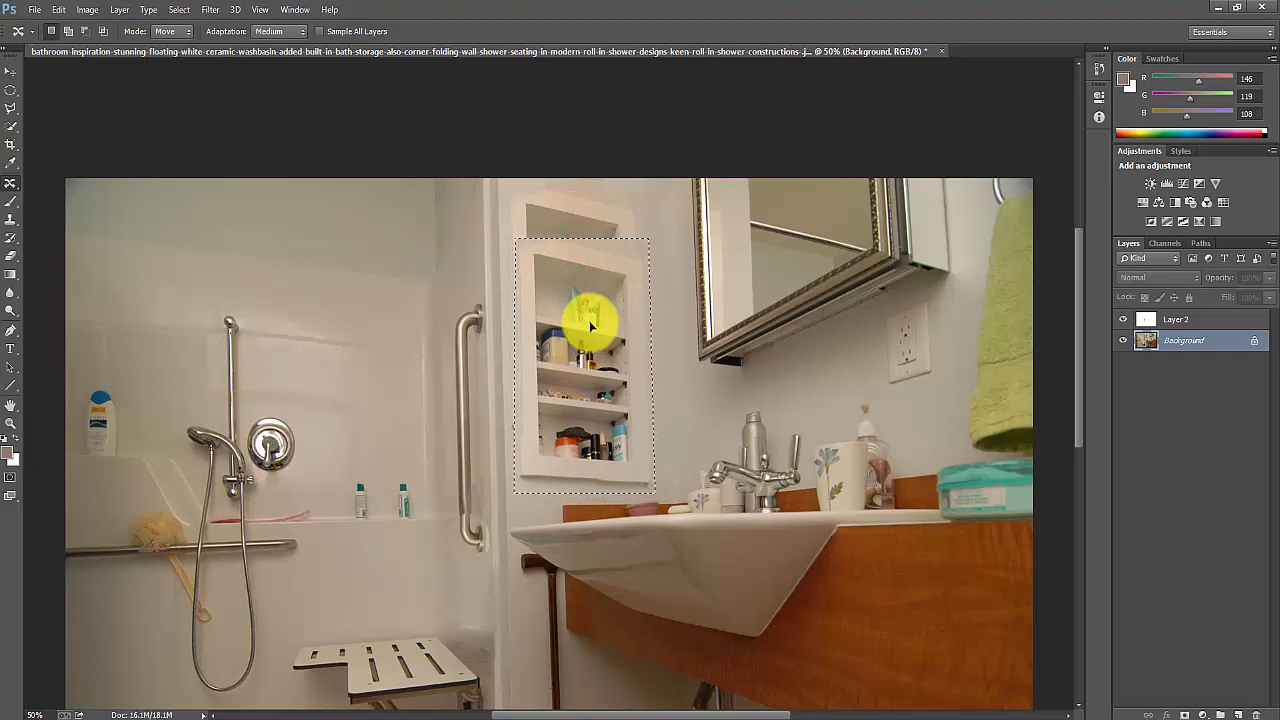 Ps File Edit Image Layer Type Select Filter 3D View Window Help
Mode: Move Adaptation: Medium Sample All Layers Essentials
bathroom-inspiration-stunning-floating-white-ceramic-washbasin-added-built-in-bath-storage-also-corner-folding-wall-shower-seating-in-modern-roll-in-shower-designs-keen-roll-in-shower-constructions-.j... @ 50% (Background, RGB/8) *
Color Swatches
R 146
G 119
B 108
Adjustments Styles
Add an adjustment
Layers Channels Paths
Kind
Normal Opacity: 100%
Lock: Fill: 100%
Layer 2
Background
50% Doc: 16.1M/18.1M